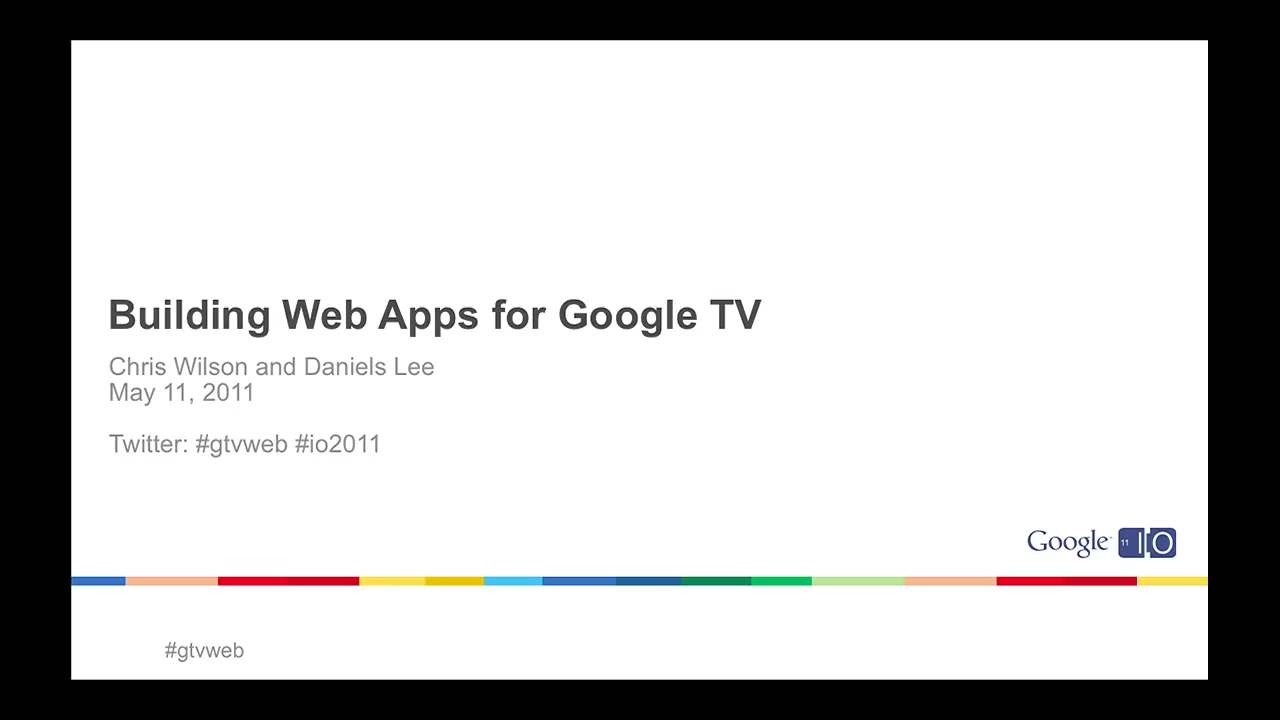 Building Web Apps for Google TV
Chris Wilson and Daniels Lee
May 11, 2011
Twitter: #gtvweb #io2011
Google 11 IO
#gtvweb